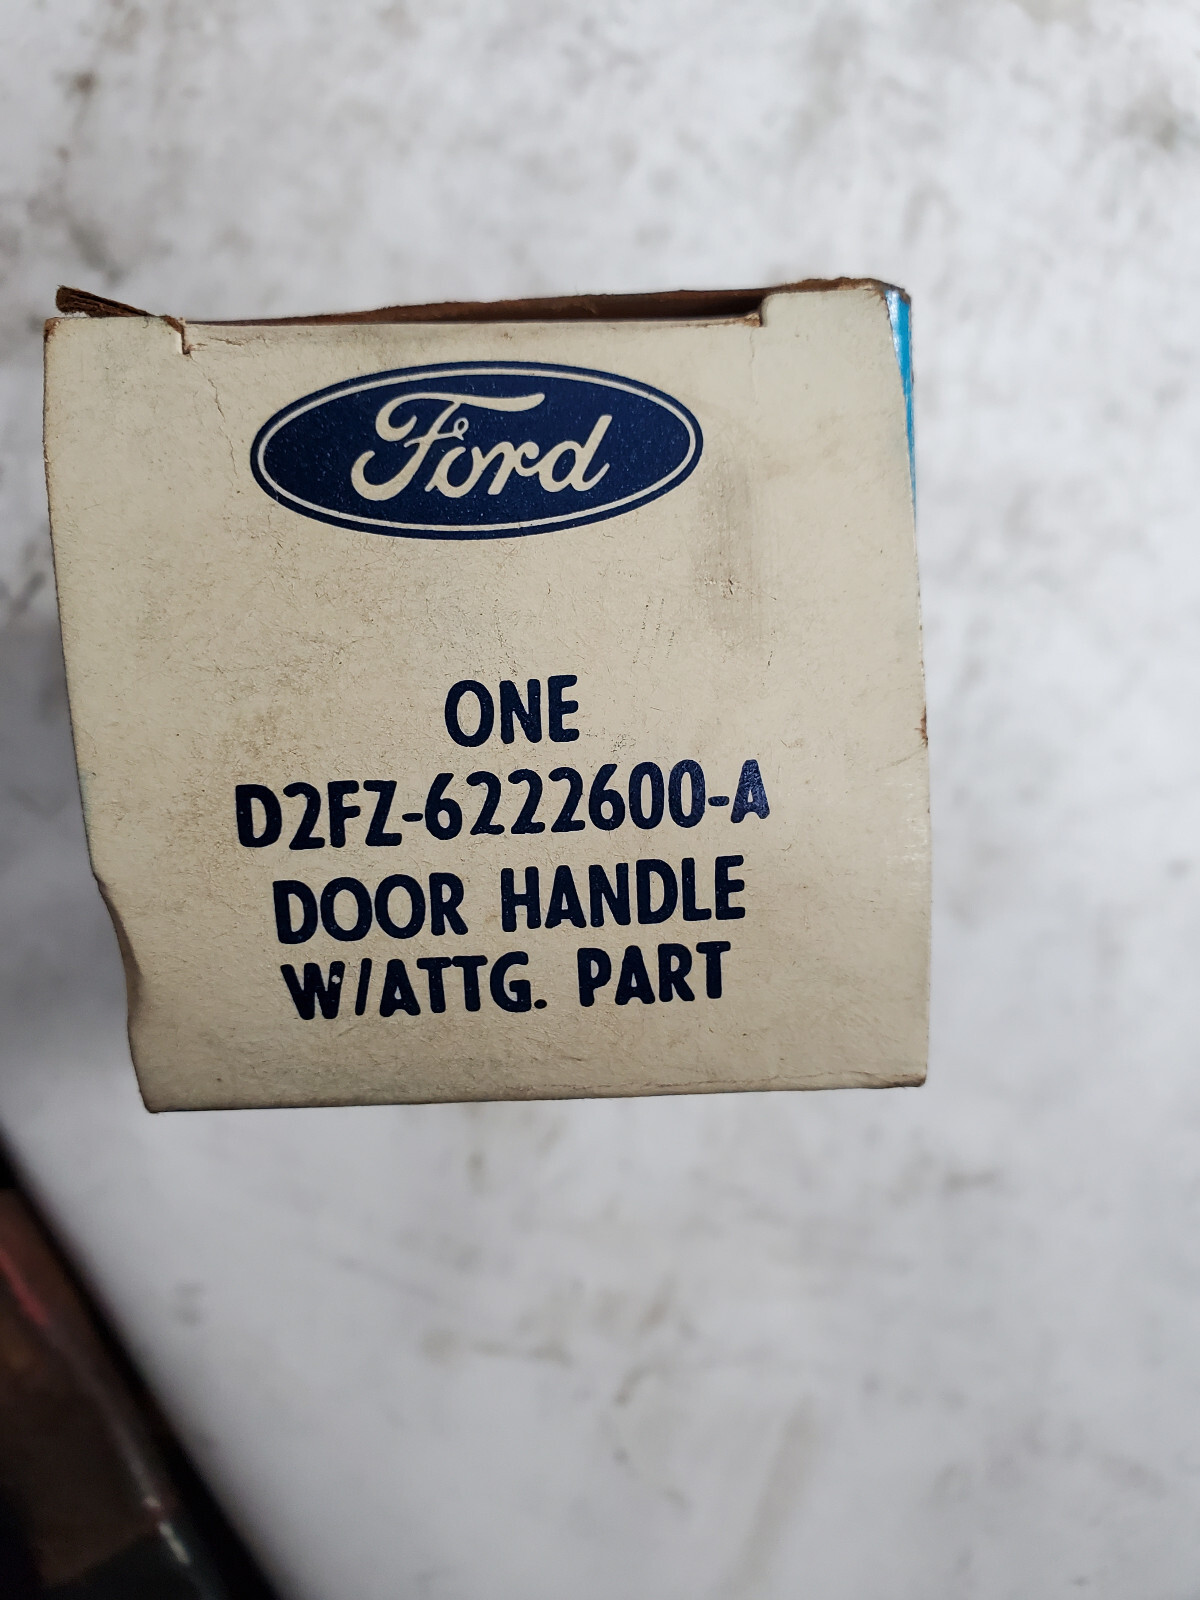 Ford
ONE
D2FZ-6222600-A
DOOR HANDLE
W/ATTG. PART